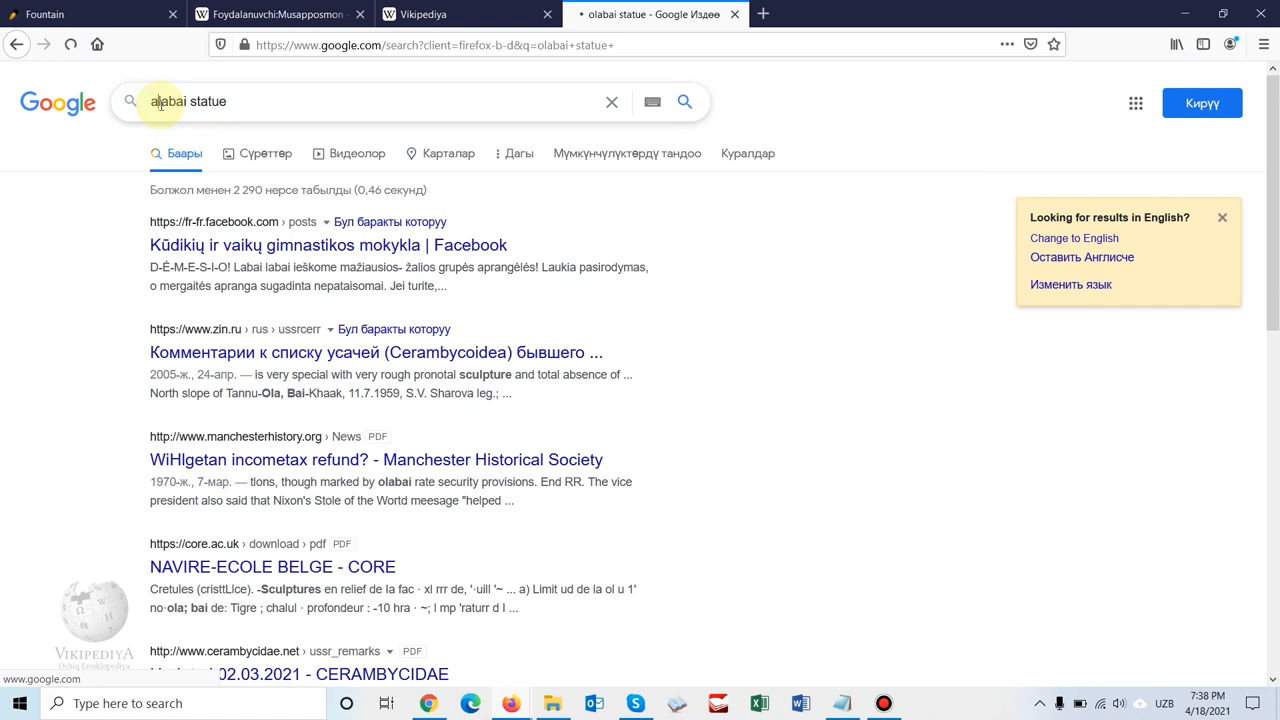 Fountain
Foydalanuvchi:Musapposmon -
Vikipediya
olabai statue - Google Издөө
https://www.google.com/search?client=firefox-b-d&q=olabai+statue+
Google
alabai statue
Кирүү
Баары
Сүрөттөр
Видеолор
Карталар
Дагы
Мүмкүнчүлүктөрдү тандоо
Куралдар
Болжол менен 2 290 нерсе табылды (0,46 секунд)
https://fr-fr.facebook.com › posts Бул баракты которуу
Kūdikių ir vaikų gimnastikos mokykla | Facebook
D-Ė-M-E-S-I-O! Labai labai ieškome mažiausios- žalios grupės aprangėlės! Laukia pasirodymas,
o mergaitės apranga sugadinta nepataisomai. Jei turite,...
https://www.zin.ru › rus › ussrcerr Бул баракты которуу
Комментарии к списку усачей (Cerambycoidea) бывшего ...
2005-ж., 24-апр. — is very special with very rough pronotal sculpture and total absence of ...
North slope of Tannu-Ola, Bai-Khaak, 11.7.1959, S.V. Sharova leg.; ...
http://www.manchesterhistory.org › News PDF
WiHlgetan incometax refund? - Manchester Historical Society
1970-ж., 7-мар. — tlons, though marked by olabai rate security provisions. End RR. The vice
president also said that Nixon's Stole of the Wortd meesage "helped ...
https://core.ac.uk › download › pdf PDF
NAVIRE-ECOLE BELGE - CORE
Cretules (cristtLlce). -Sculptures en relief de la fac · xl rrr de, '·uill '~ ... a) Limit ud de la ol u 1'
no·ola; bai de: Tigre ; chalul · profondeur : -10 hra · ~; l mp 'raturr d I ...
http://www.cerambycidae.net › ussr_remarks PDF
02.03.2021 - CERAMBYCIDAE
Looking for results in English?
Change to English
Оставить Англисче
Изменить язык
VIKIPEDIYA
Ochiq Ensiklopediya
www.google.com
Type here to search
UZB
7:38 PM
4/18/2021